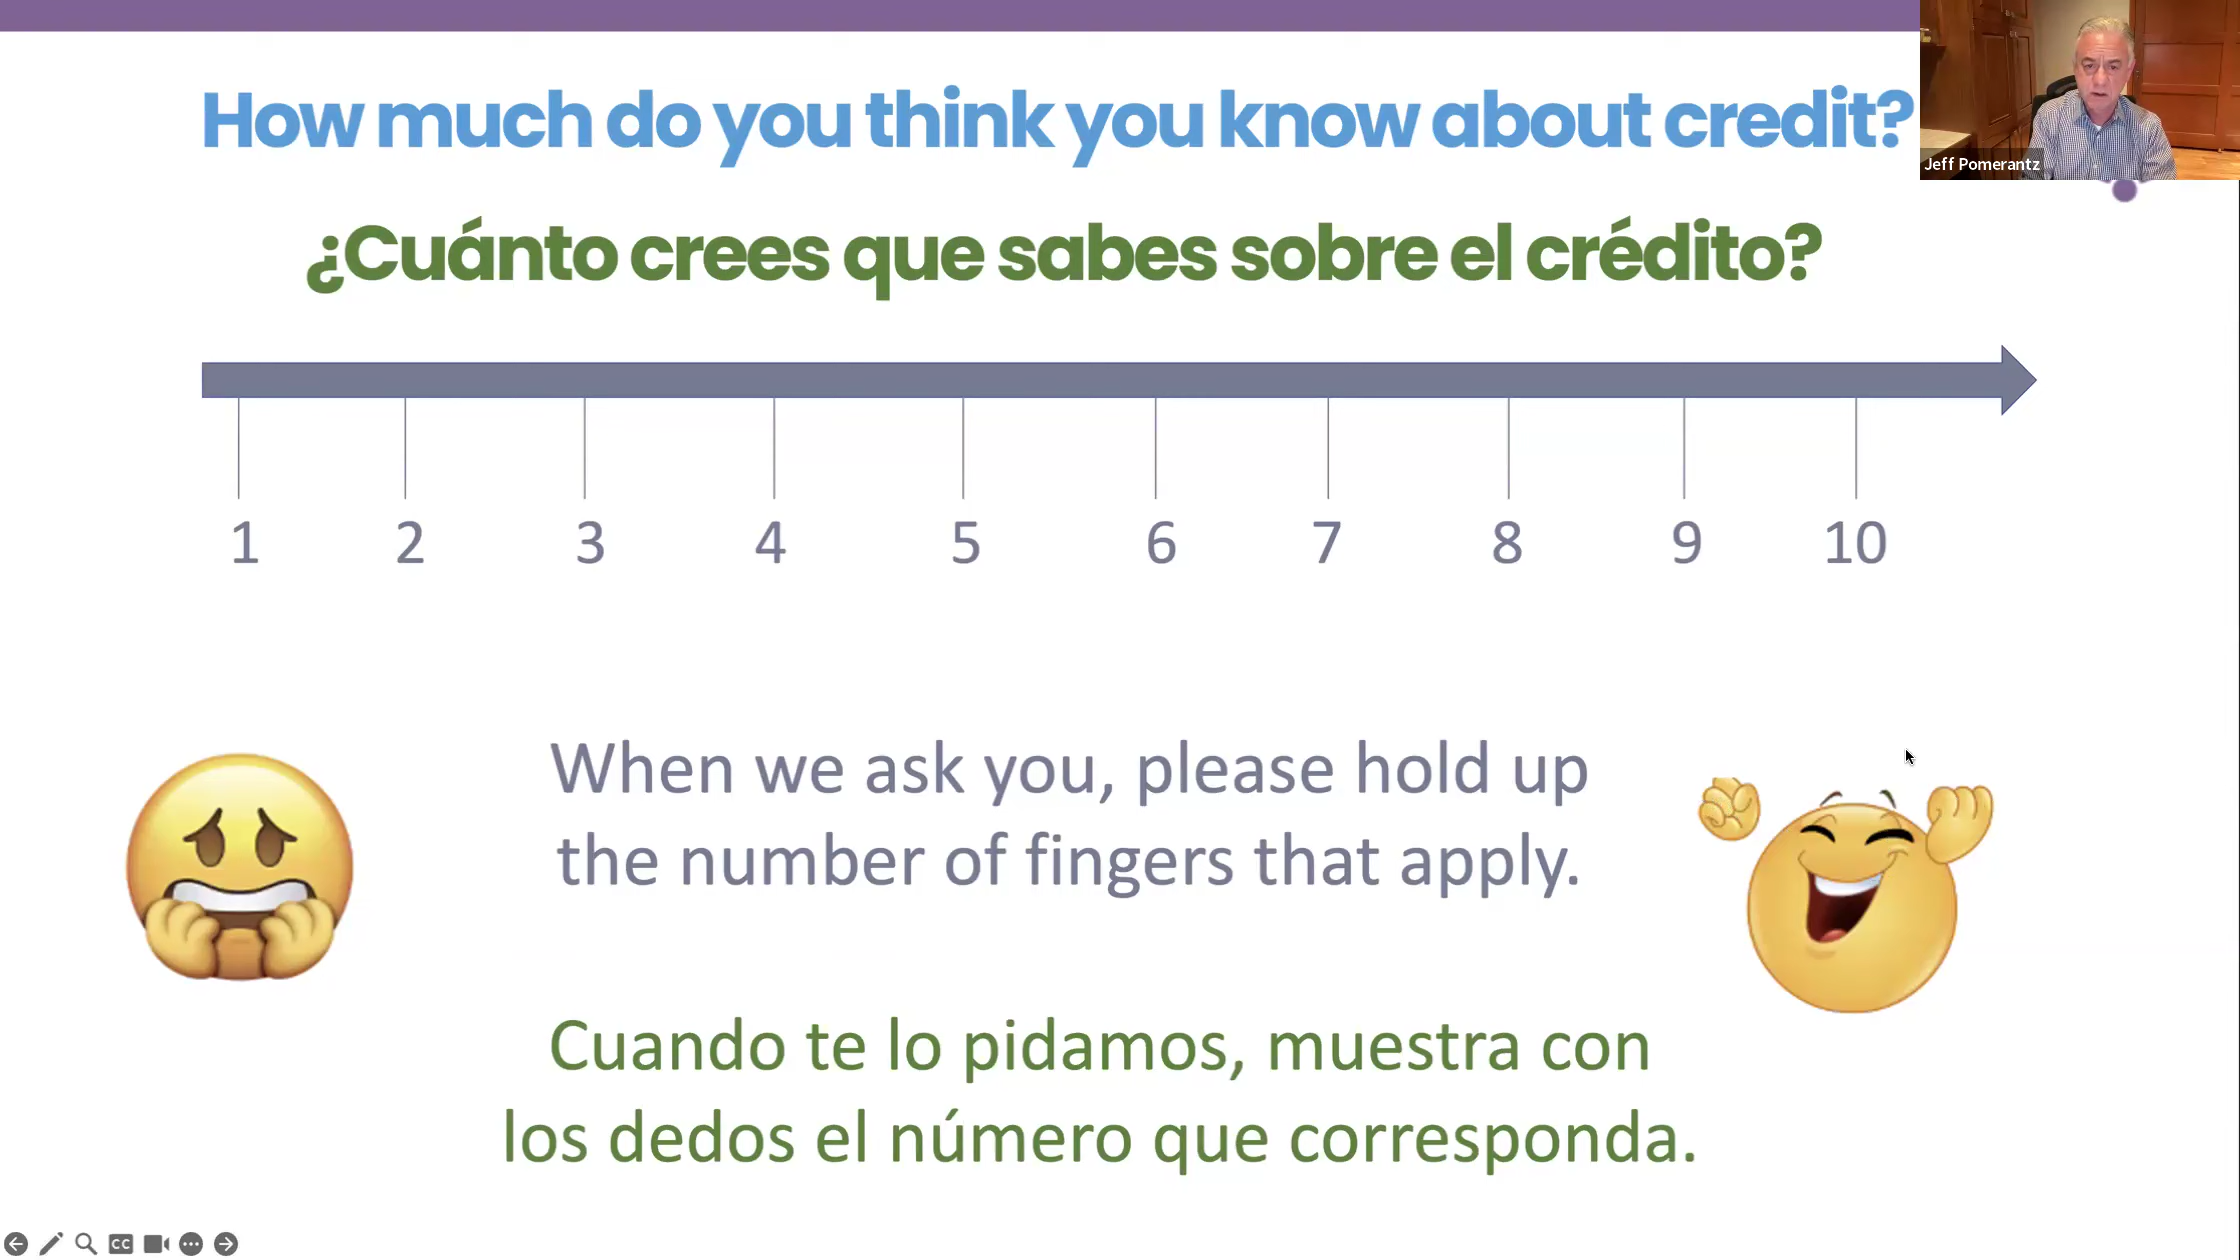 How much do you think you know about credit?
Jeff Pomerantz
¿Cuánto crees que sabes sobre el crédito?
1 2 3 4 5 6 7 8 9 10
When we ask you, please hold up
the number of fingers that apply.
Cuando te lo pidamos, muestra con
los dedos el número que corresponda.
CC